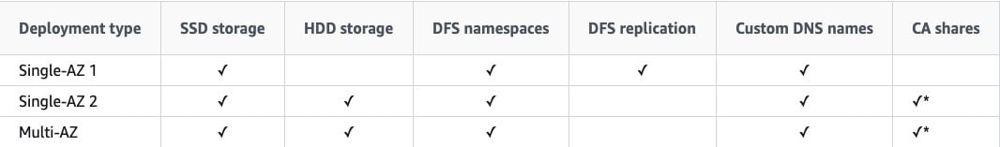 Deployment type SSD storage HDD storage DFS namespaces DFS replication Custom DNS names CA shares
Single-AZ 1 ✓ ✓ ✓ ✓
Single-AZ 2 ✓ ✓ ✓ ✓ ✓*
Multi-AZ ✓ ✓ ✓ ✓ ✓*